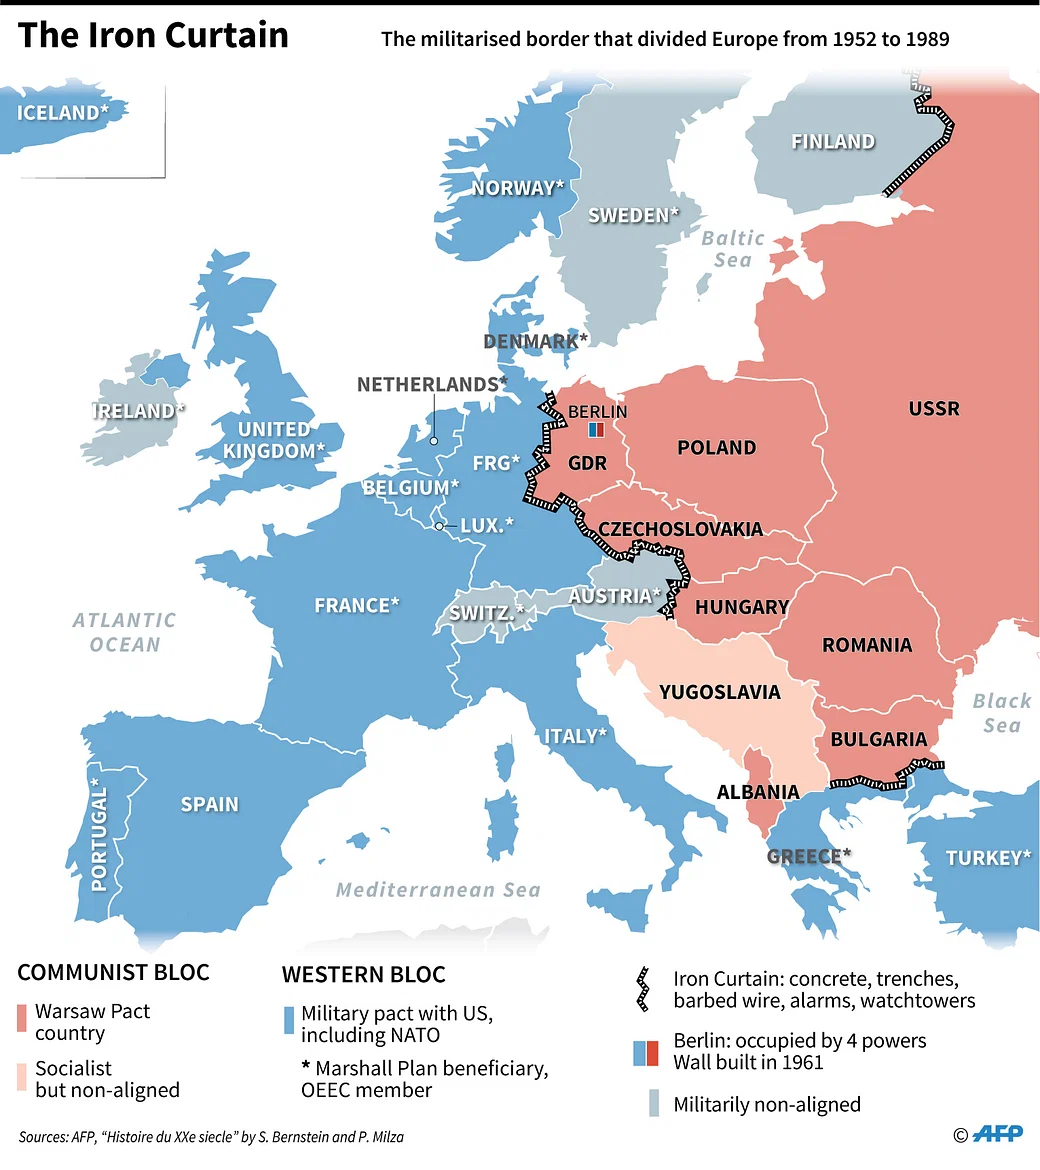 The Iron Curtain
The militarised border that divided Europe from 1952 to 1989
ICELAND*
FINLAND
NORWAY*
SWEDEN*
Baltic
Sea
DENMARK*
NETHERLANDS*
IRELAND*
BERLIN
USSR
UNITED
KINGDOM*
POLAND
FRG*
GDR
BELGIUM*
LUX.*
CZECHOSLOVAKIA
AUSTRIA*
FRANCE*
SWITZ.*
HUNGARY
ATLANTIC
OCEAN
ROMANIA
YUGOSLAVIA
Black
Sea
ITALY*
BULGARIA
ALBANIA
SPAIN
PORTUGAL*
GREECE*
TURKEY*
Mediterranean Sea
COMMUNIST BLOC
Warsaw Pact
country
Socialist
but non-aligned
WESTERN BLOC
Military pact with US,
including NATO
* Marshall Plan beneficiary,
OEEC member
Iron Curtain: concrete, trenches,
barbed wire, alarms, watchtowers
Berlin: occupied by 4 powers
Wall built in 1961
Militarily non-aligned
Sources: AFP, “Histoire du XXe siecle” by S. Bernstein and P. Milza
© AFP